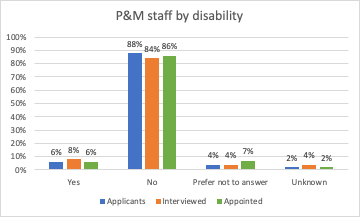 P&M staff by disability
100%
90%
80%
70%
60%
50%
40%
30%
20%
10%
0%
6% 8% 6%
88% 84% 86%
4% 4% 7%
2% 4% 2%
Yes No Prefer not to answer Unknown
Applicants Interviewed Appointed